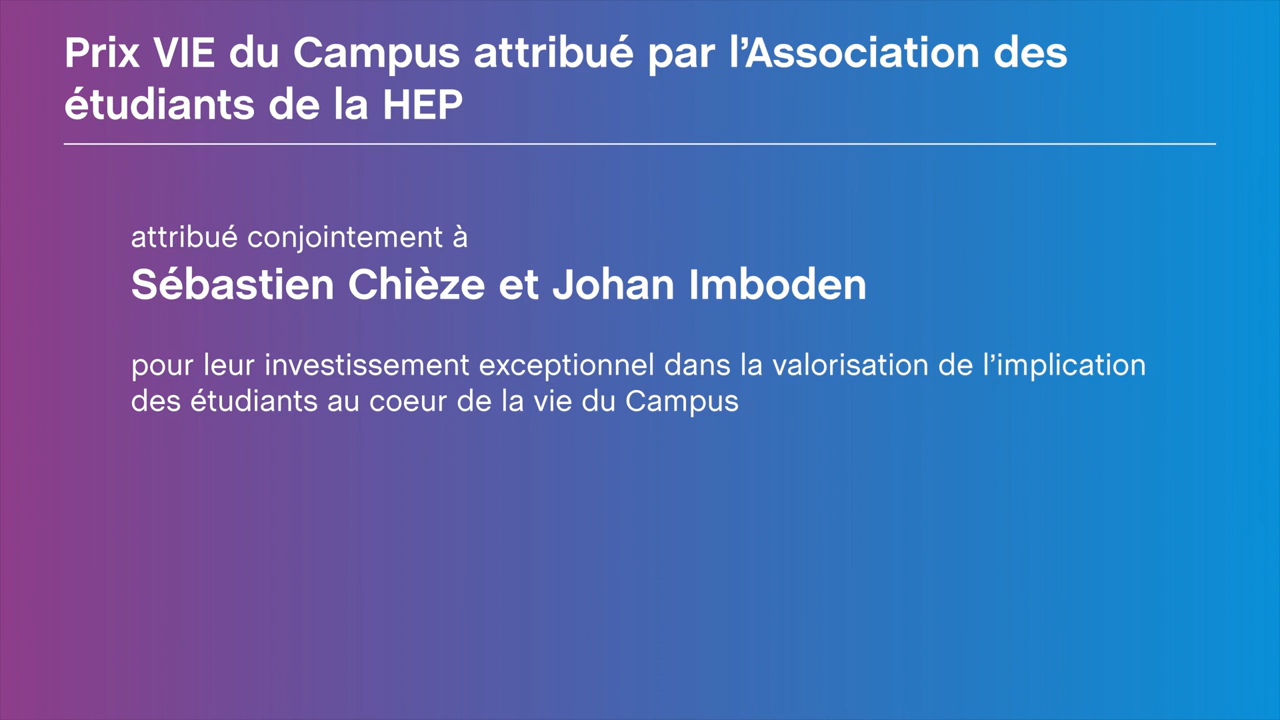 Prix VIE du Campus attribué par l’Association des
étudiants de la HEP
attribué conjointement à
Sébastien Chièze et Johan Imboden
pour leur investissement exceptionnel dans la valorisation de l’implication
des étudiants au coeur de la vie du Campus